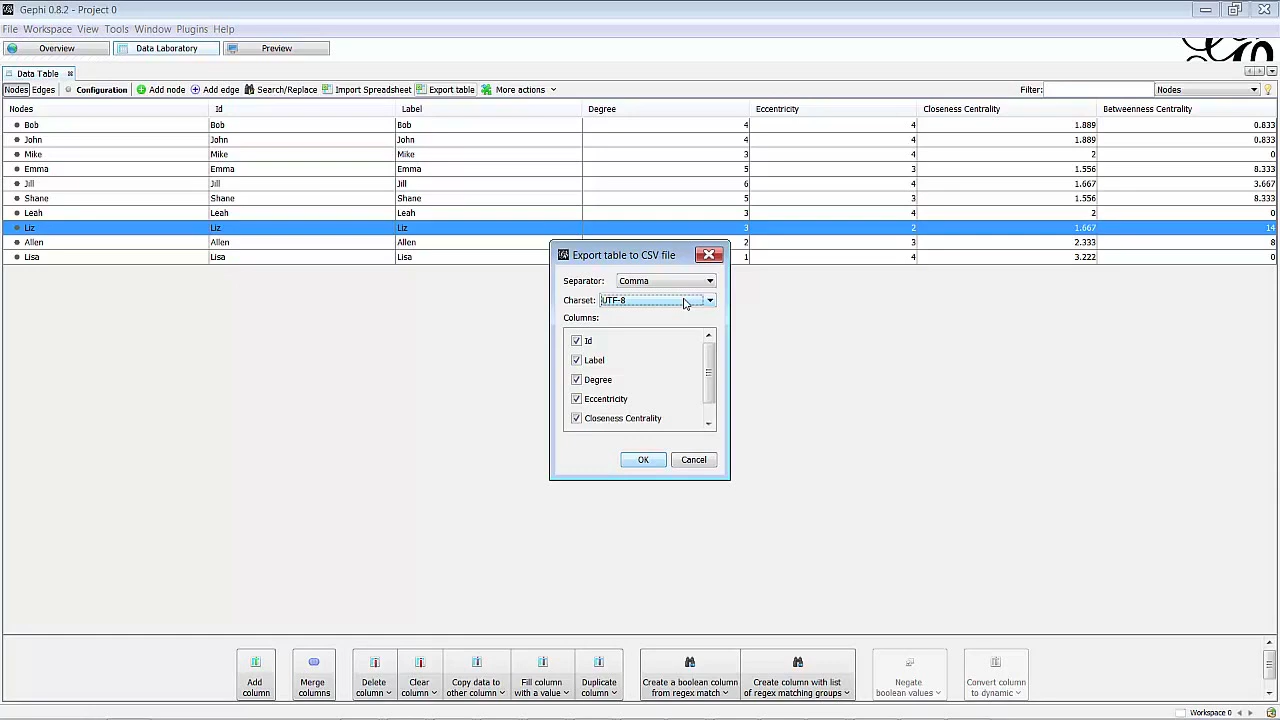 Gephi 0.8.2 - Project 0
File Workspace View Tools Window Plugins Help
Overview Data Laboratory Preview
Data Table
Nodes Edges Configuration Add node Add edge Search/Replace Import Spreadsheet Export table More actions Filter: Nodes
Nodes Id Label Degree Eccentricity Closeness Centrality Betweenness Centrality
Bob Bob Bob 4 4 1.889 0.833
John John John 4 4 1.889 0.833
Mike Mike Mike 3 4 2 0
Emma Emma Emma 5 3 1.556 8.333
Jill Jill Jill 6 4 1.667 3.667
Shane Shane Shane 5 3 1.556 8.333
Leah Leah Leah 3 4 2 0
Liz Liz Liz 3 2 1.667 14
Allen Allen Allen 2 3 2.333 8
Lisa Lisa Lisa 1 4 3.222 0
Export table to CSV file
Separator: Comma
Charset: UTF-8
Columns:
Id
Label
Degree
Eccentricity
Closeness Centrality
OK Cancel
Add column
Merge columns
Delete column
Clear column
Copy data to other column
Fill column with a value
Duplicate column
Create a boolean column from regex match
Create column with list of regex matching groups
Negate boolean values
Convert column to dynamic
Workspace 0